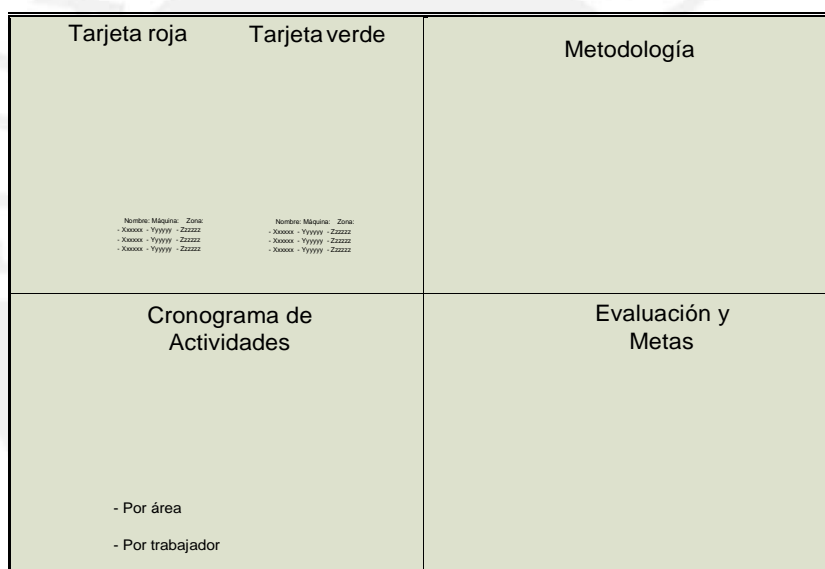 Tarjeta roja
Tarjeta verde
Nombre: Máquina: Zona:
- Xxxxxx - Yyyyyy - Zzzzzz
- Xxxxxx - Yyyyyy - Zzzzzz
- Xxxxxx - Yyyyyy - Zzzzzz
Nombre: Máquina: Zona:
- Xxxxxx - Yyyyyy - Zzzzzz
- Xxxxxx - Yyyyyy - Zzzzzz
- Xxxxxx - Yyyyyy - Zzzzzz
Metodología
Cronograma de
Actividades
- Por área
- Por trabajador
Evaluación y
Metas